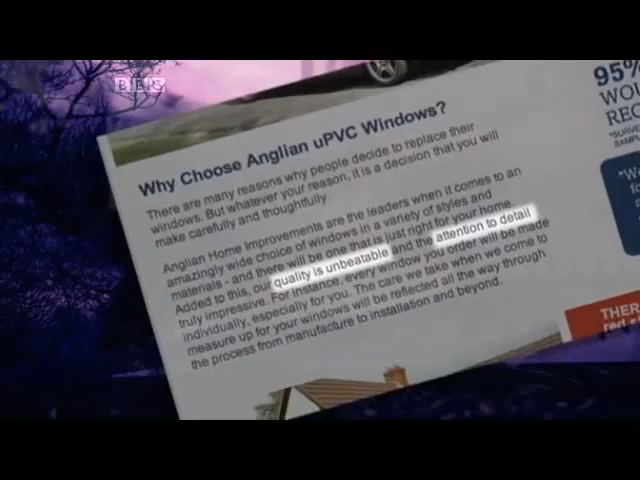 BBC
Why Choose Anglian uPVC Windows?
There are many reasons why people decide to replace their
windows. But whatever your reason, it is a decision that you will
make carefully and thoughtfully.
Anglian Home Improvements are the leaders when it comes to an
amazingly wide choice of windows in a variety of styles and
materials - and there will be one that is just right for your home.
Added to this, our quality is unbeatable and the attention to detail
truly impressive. For instance, every window you order will be made
individually, especially for you. The care we take when we come to
measure up for your windows will be reflected all the way through
the process from manufacture to installation and beyond.
95%
WOU
REC
*SURVE
SAMPL
"We
THER
red s